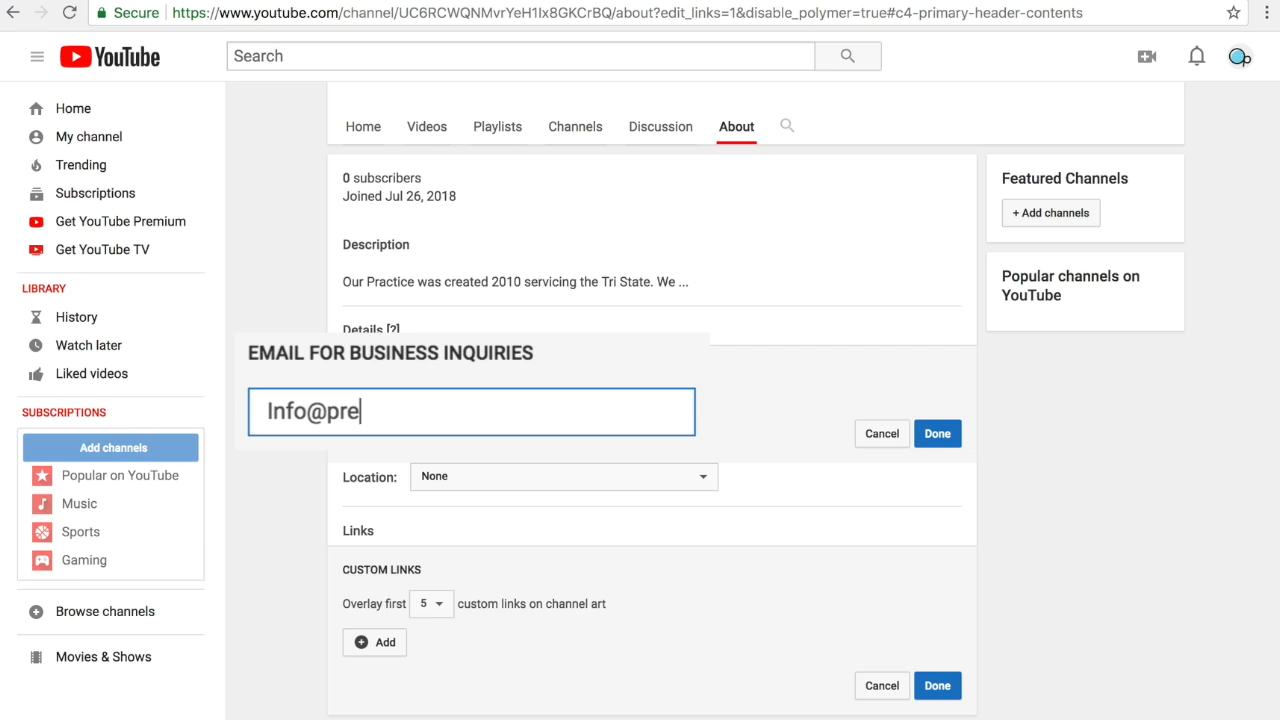 Secure https://www.youtube.com/channel/UC6RCWQNMvrYeH1Ix8GKCrBQ/about?edit_links=1&disable_polymer=true#c4-primary-header-contents
YouTube
Search
Home
My channel
Trending
Subscriptions
Get YouTube Premium
Get YouTube TV
LIBRARY
History
Watch later
Liked videos
SUBSCRIPTIONS
Add channels
Popular on YouTube
Music
Sports
Gaming
Browse channels
Movies & Shows
Home Videos Playlists Channels Discussion About
0 subscribers
Joined Jul 26, 2018
Description
Our Practice was created 2010 servicing the Tri State. We ...
Details [?]
EMAIL FOR BUSINESS INQUIRIES
Info@pre
Cancel Done
Location: None
Links
CUSTOM LINKS
Overlay first 5 custom links on channel art
Add
Cancel Done
Featured Channels
+ Add channels
Popular channels on
YouTube